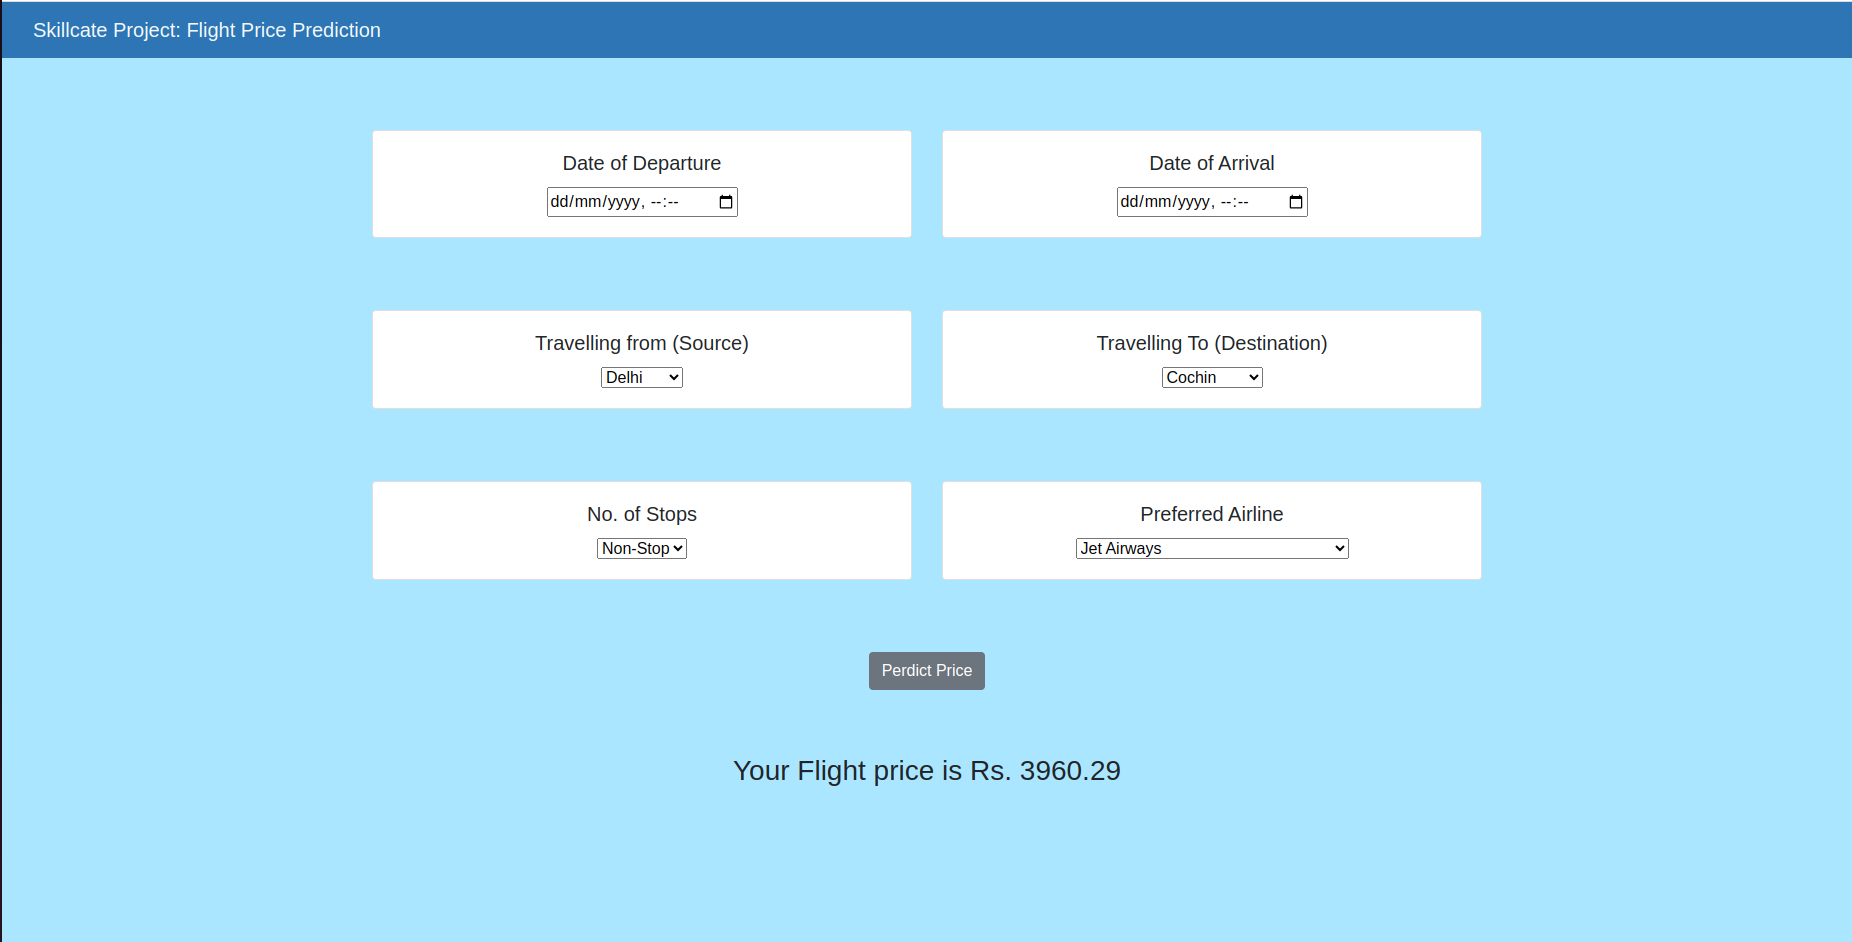 Skillcate Project: Flight Price Prediction
Date of Departure
Date of Arrival
dd/mm/yyyy, --:--
dd/mm/yyyy, --:--
Travelling from (Source)
Travelling To (Destination)
Delhi
Cochin
No. of Stops
Preferred Airline
Non-Stop
Jet Airways
Perdict Price
Your Flight price is Rs. 3960.29